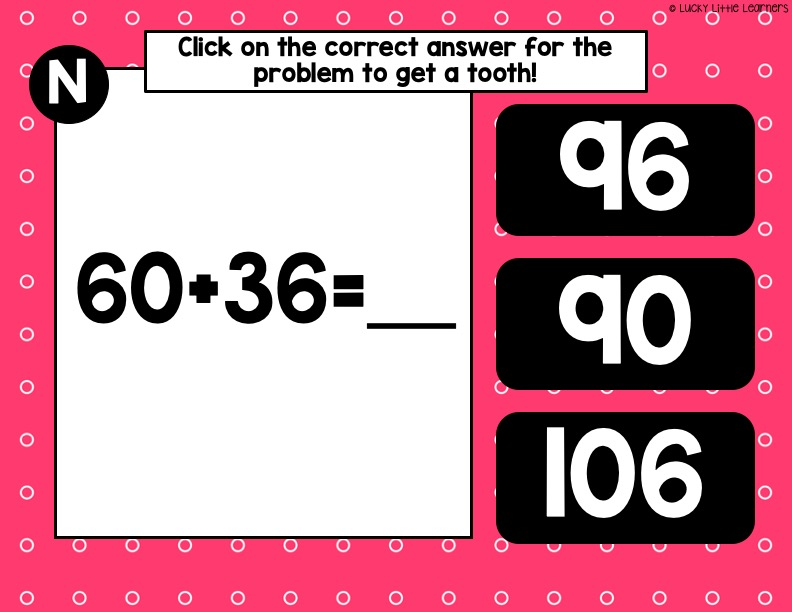 © Lucky Little Learners
Click on the correct answer for the
problem to get a tooth!
N
60+36=__
96
90
106